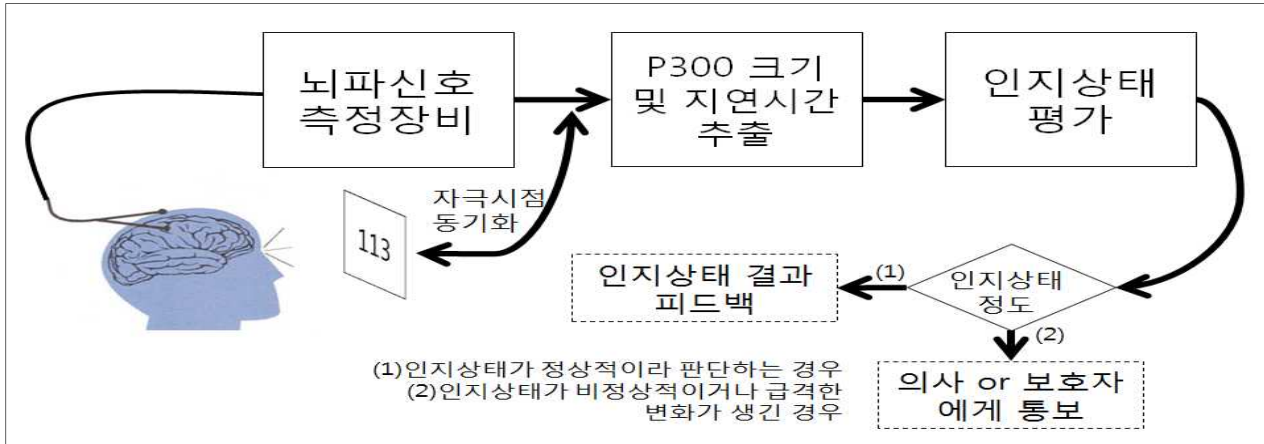 뇌파신호
측정장비
P300 크기
및 지연시간
추출
인지상태
평가
자극시점
동기화
113
인지상태 결과
피드백
(1)
인지상태
정도
(2)
(1)인지상태가 정상적이라 판단하는 경우
(2)인지상태가 비정상적이거나 급격한
변화가 생긴 경우
의사 or 보호자
에게 통보